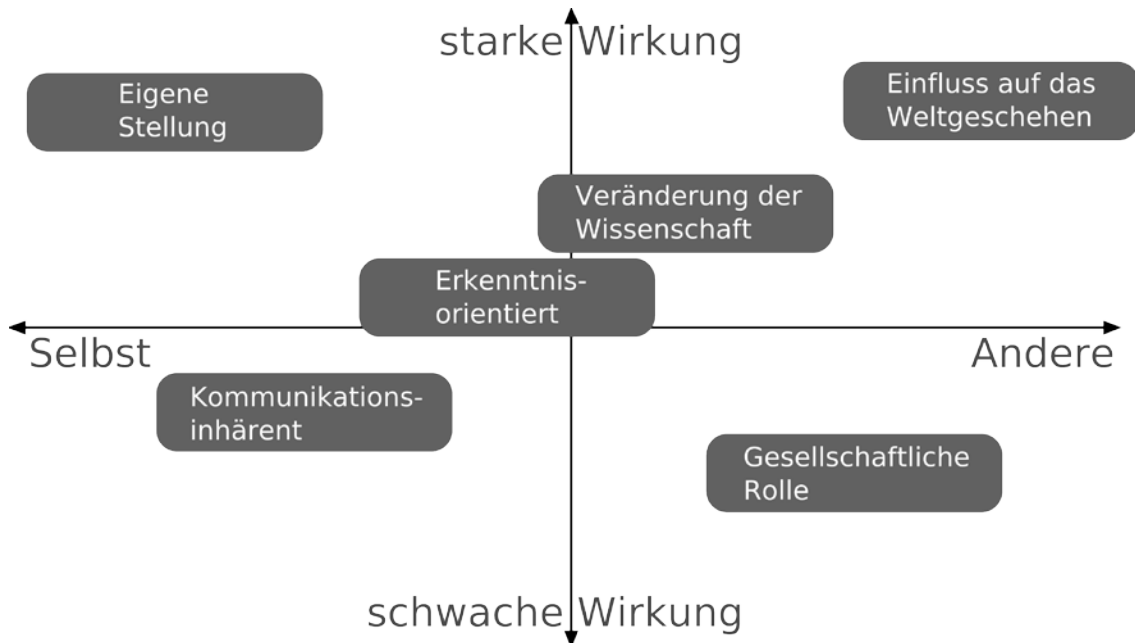 starke Wirkung
Eigene
Stellung
Einfluss auf das
Weltgeschehen
Veränderung der
Wissenschaft
Erkenntnis-
orientiert
Selbst
Andere
Kommunikations-
inhärent
Gesellschaftliche
Rolle
schwache Wirkung